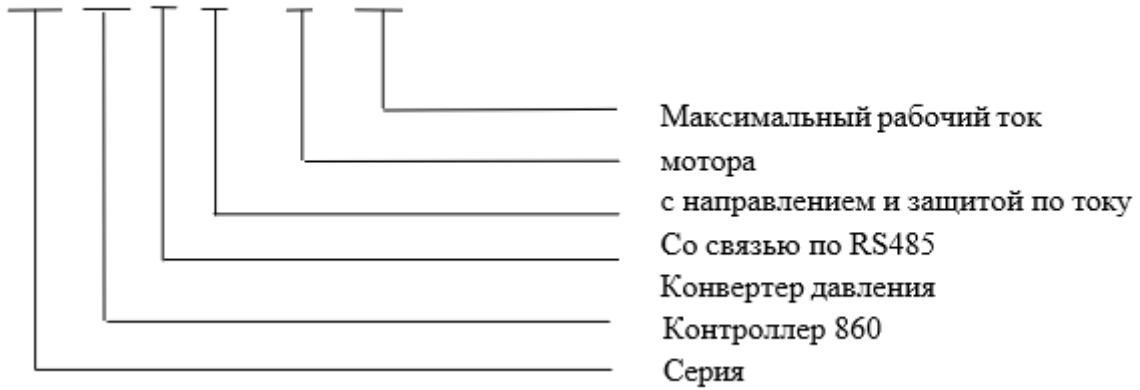 Максимальный рабочий ток
мотора
с направлением и защитой по току
Со связью по RS485
Конвертер давления
Контроллер 860
Серия